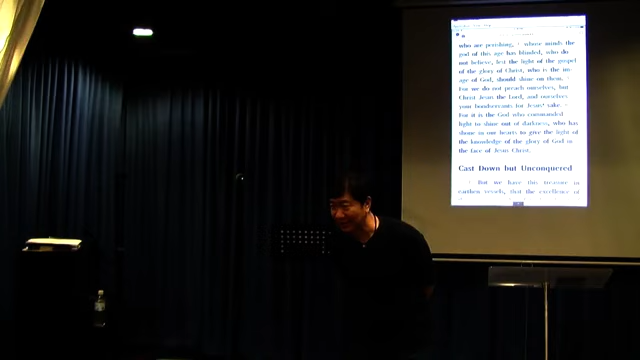 who are perishing, whose minds the
god of this age has blinded, who do
not believe, lest the light of the gospel
of the glory of Christ, who is the im-
age of God, should shine on them.
For we do not preach ourselves, but
Christ Jesus the Lord, and ourselves
your bondservants for Jesus' sake.
For it is the God who commanded
light to shine out of darkness, who has
shone in our hearts to give the light of
the knowledge of the glory of God in
the face of Jesus Christ.
Cast Down but Unconquered
But we have this treasure in
earthen vessels, that the excellence of